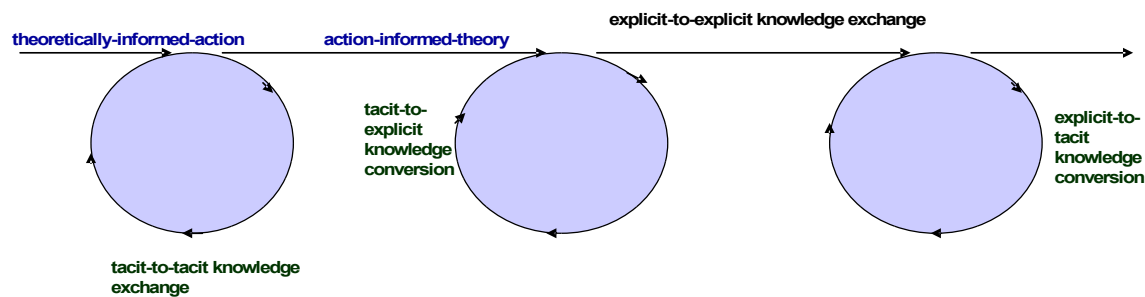 explicit-to-explicit knowledge exchange
theoretically-informed-action
action-informed-theory
tacit-to-
explicit
knowledge
conversion
explicit-to-
tacit
knowledge
conversion
tacit-to-tacit knowledge
exchange